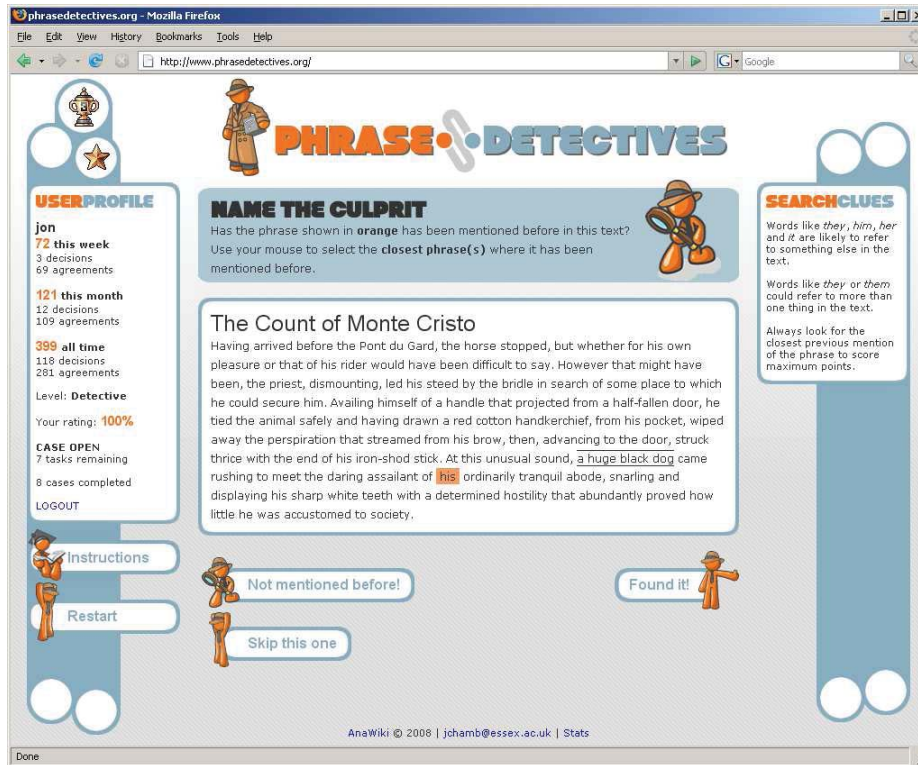 phrasedetectives.org - Mozilla Firefox
File Edit View History Bookmarks Tools Help
http://www.phrasedetectives.org/
G Google
PHRASE DETECTIVES
USERPROFILE
jon
72 this week
3 decisions
69 agreements
121 this month
12 decisions
109 agreements
399 all time
118 decisions
281 agreements
Level: Detective
Your rating: 100%
CASE OPEN
7 tasks remaining
8 cases completed
LOGOUT
Instructions
Restart
NAME THE CULPRIT
Has the phrase shown in orange has been mentioned before in this text?
Use your mouse to select the closest phrase(s) where it has been
mentioned before.
The Count of Monte Cristo
Having arrived before the Pont du Gard, the horse stopped, but whether for his own
pleasure or that of his rider would have been difficult to say. However that might have
been, the priest, dismounting, led his steed by the bridle in search of some place to which
he could secure him. Availing himself of a handle that projected from a half-fallen door, he
tied the animal safely and having drawn a red cotton handkerchief, from his pocket, wiped
away the perspiration that streamed from his brow, then, advancing to the door, struck
thrice with the end of his iron-shod stick. At this unusual sound, a huge black dog came
rushing to meet the daring assailant of his ordinarily tranquil abode, snarling and
displaying his sharp white teeth with a determined hostility that abundantly proved how
little he was accustomed to society.
Not mentioned before!
Found it!
Skip this one
SEARCHCLUES
Words like they, him, her
and it are likely to refer
to something else in the
text.
Words like they or them
could refer to more than
one thing in the text.
Always look for the
closest previous mention
of the phrase to score
maximum points.
AnaWiki © 2008 | jchamb@essex.ac.uk | Stats
Done